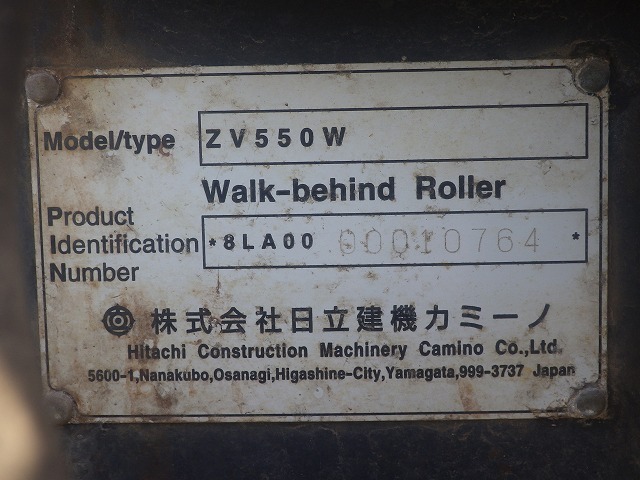 Model/type ZV550W
Walk-behind Roller
Product
Identification *8LA00 00010764 *
Number
株式会社日立建機カミーノ
Hitachi Construction Machinery Camino Co.,Ltd.
5600-1,Nanakubo,Osanagi,Higashine-City,Yamagata,999-3737 Japan